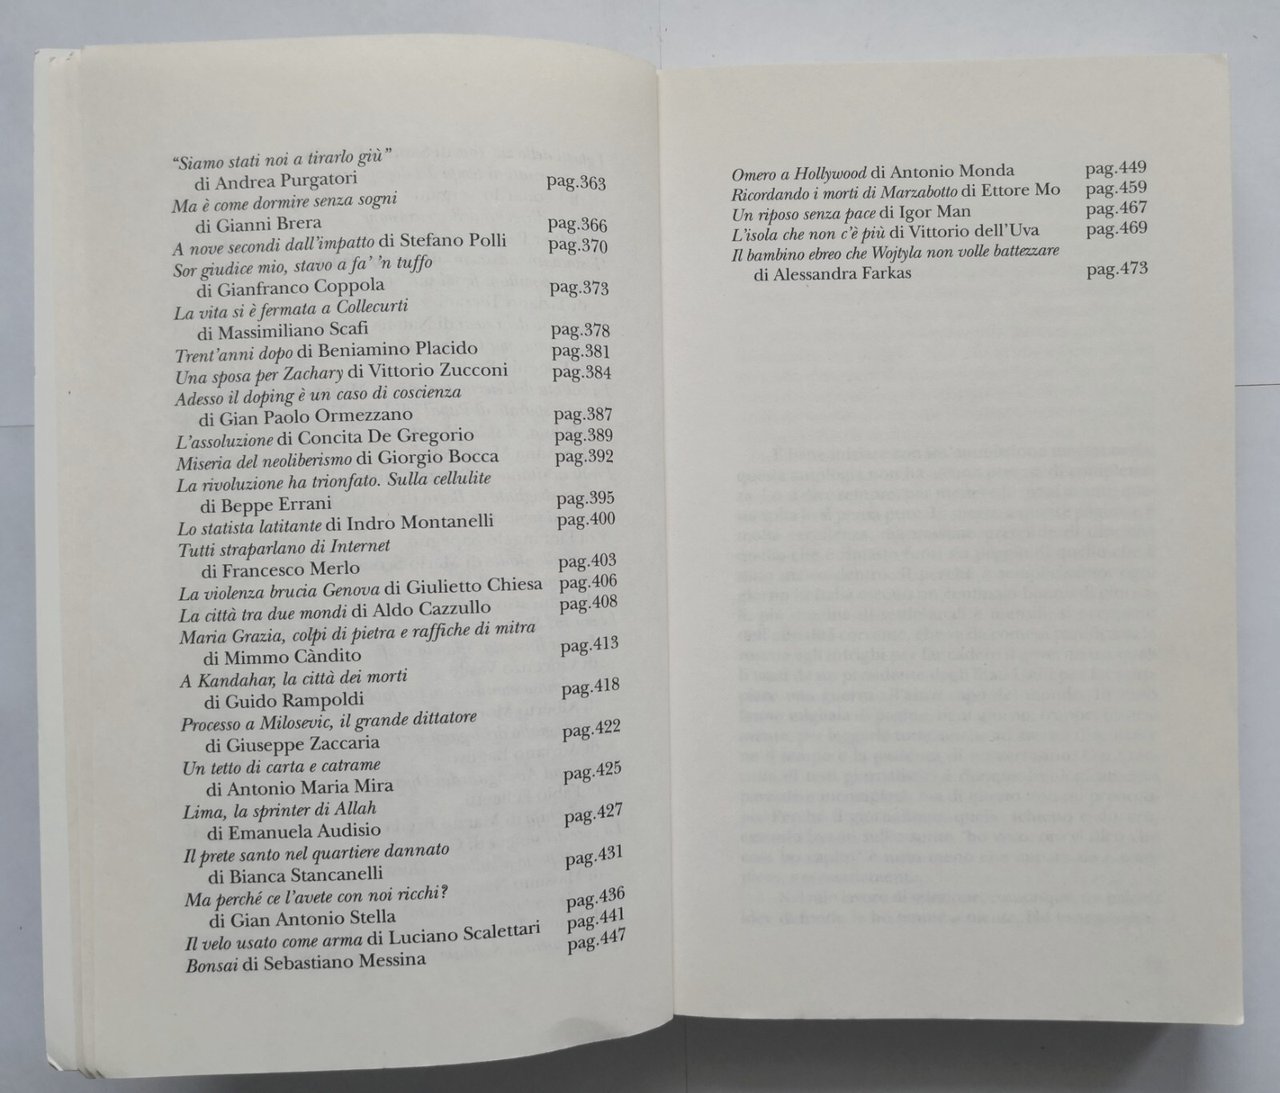 “Siamo stati noi a tirarlo giù”
di Andrea Purgatori pag.363
Ma è come dormire senza sogni
di Gianni Brera pag.366
A nove secondi dall’impatto di Stefano Polli pag.370
Sor giudice mio, stavo a fa’ ’n tuffo
di Gianfranco Coppola pag.373
La vita si è fermata a Collecurti
di Massimiliano Scafi pag.378
Trent’anni dopo di Beniamino Placido pag.381
Una sposa per Zachary di Vittorio Zucconi pag.384
Adesso il doping è un caso di coscienza
di Gian Paolo Ormezzano pag.387
L’assoluzione di Concita De Gregorio pag.389
Miseria del neoliberismo di Giorgio Bocca pag.392
La rivoluzione ha trionfato. Sulla cellulite
di Beppe Errani pag.395
Lo statista latitante di Indro Montanelli pag.400
Tutti straparlano di Internet
di Francesco Merlo pag.403
La violenza brucia Genova di Giulietto Chiesa pag.406
La città tra due mondi di Aldo Cazzullo pag.408
Maria Grazia, colpi di pietra e raffiche di mitra
di Mimmo Càndito pag.413
A Kandahar, la città dei morti
di Guido Rampoldi pag.418
Processo a Milosevic, il grande dittatore
di Giuseppe Zaccaria pag.422
Un tetto di carta e catrame
di Antonio Maria Mira pag.425
Lima, la sprinter di Allah
di Emanuela Audisio pag.427
Il prete santo nel quartiere dannato
di Bianca Stancanelli pag.431
Ma perché ce l’avete con noi ricchi?
di Gian Antonio Stella pag.436
Il velo usato come arma di Luciano Scalettari pag.441
Bonsai di Sebastiano Messina pag.447
Omero a Hollywood di Antonio Monda pag.449
Ricordando i morti di Marzabotto di Ettore Mo pag.459
Un riposo senza pace di Igor Man pag.467
L’isola che non c’è più di Vittorio dell’Uva pag.469
Il bambino ebreo che Wojtyla non volle battezzare
di Alessandra Farkas pag.473